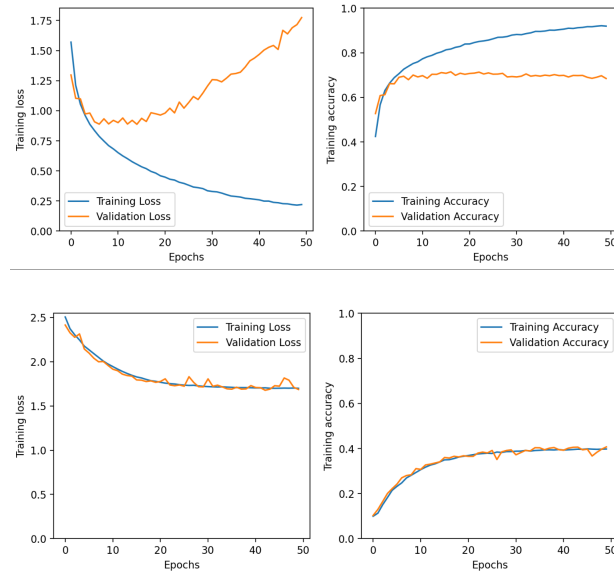 1.75
1.50
1.25
1.00
0.75
0.50
0.25
0.00
Training loss
Training Loss
Validation Loss
0 10 20 30 40 50
Epochs
1.0
0.8
0.6
0.4
0.2
0.0
Training accuracy
Training Accuracy
Validation Accuracy
0 10 20 30 40 50
Epochs
2.5
2.0
1.5
1.0
0.5
0.0
Training loss
Training Loss
Validation Loss
0 10 20 30 40 50
Epochs
1.0
0.8
0.6
0.4
0.2
0.0
Training accuracy
Training Accuracy
Validation Accuracy
0 10 20 30 40 50
Epochs